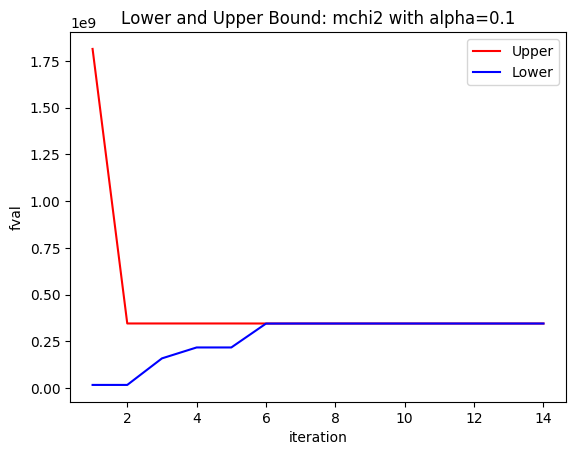 Lower and Upper Bound: mchi2 with alpha=0.1
1e9
Upper
Lower
1.75
1.50
1.25
1.00
0.75
0.50
0.25
0.00
fval
2 4 6 8 10 12 14
iteration